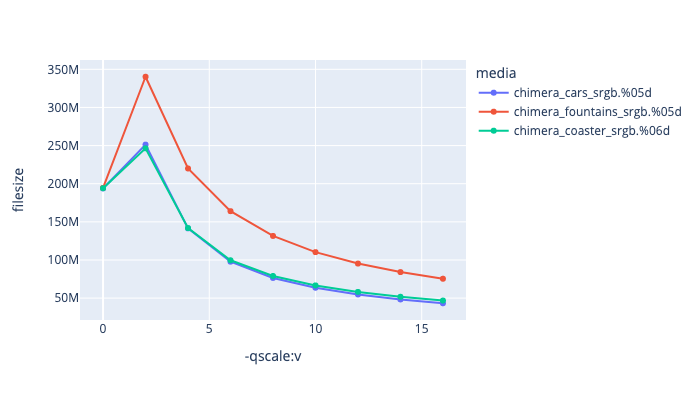 350M
300M
250M
200M
150M
100M
50M
0
5
10
15
-qscale:v
filesize
media
chimera_cars_srgb.%05d
chimera_fountains_srgb.%05d
chimera_coaster_srgb.%06d